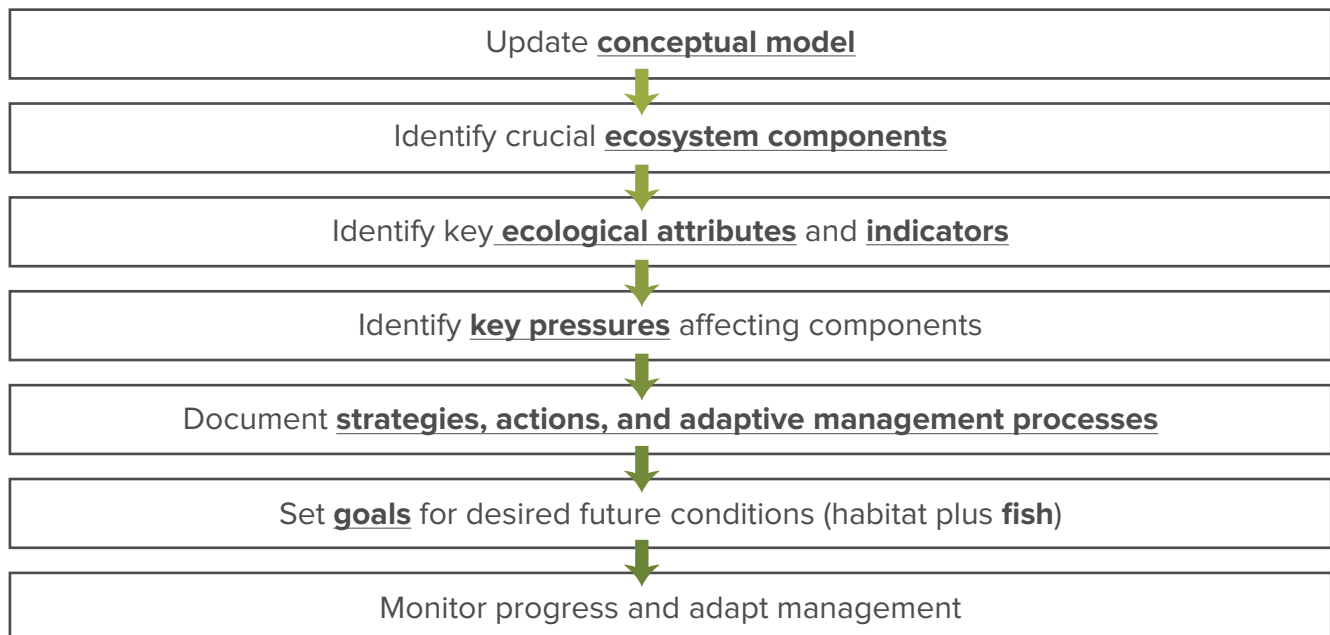 Update conceptual model
Identify crucial ecosystem components
Identify key ecological attributes and indicators
Identify key pressures affecting components
Document strategies, actions, and adaptive management processes
Set goals for desired future conditions (habitat plus fish)
Monitor progress and adapt management